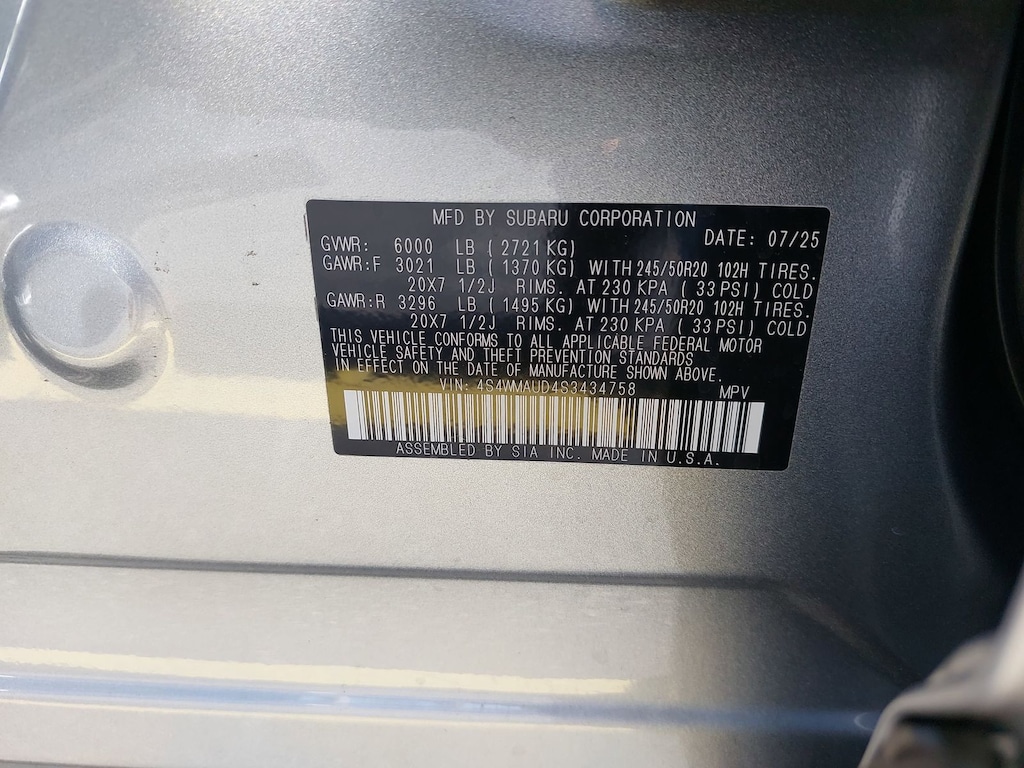 MFD BY SUBARU CORPORATION
DATE: 07/25
GVWR: 6000 LB ( 2721 KG)
GAWR:F 3021 LB ( 1370 KG) WITH 245/50R20 102H TIRES.
20X7 1/2J RIMS. AT 230 KPA ( 33 PSI) COLD
GAWR:R 3296 LB ( 1495 KG) WITH 245/50R20 102H TIRES.
20X7 1/2J RIMS. AT 230 KPA ( 33 PSI) COLD
THIS VEHICLE CONFORMS TO ALL APPLICABLE FEDERAL MOTOR
VEHICLE SAFETY AND THEFT PREVENTION STANDARDS
IN EFFECT ON THE DATE OF MANUFACTURE SHOWN ABOVE.
VIN: 4S4WMAUD4S3434758 MPV
ASSEMBLED BY SIA INC. MADE IN U.S.A.